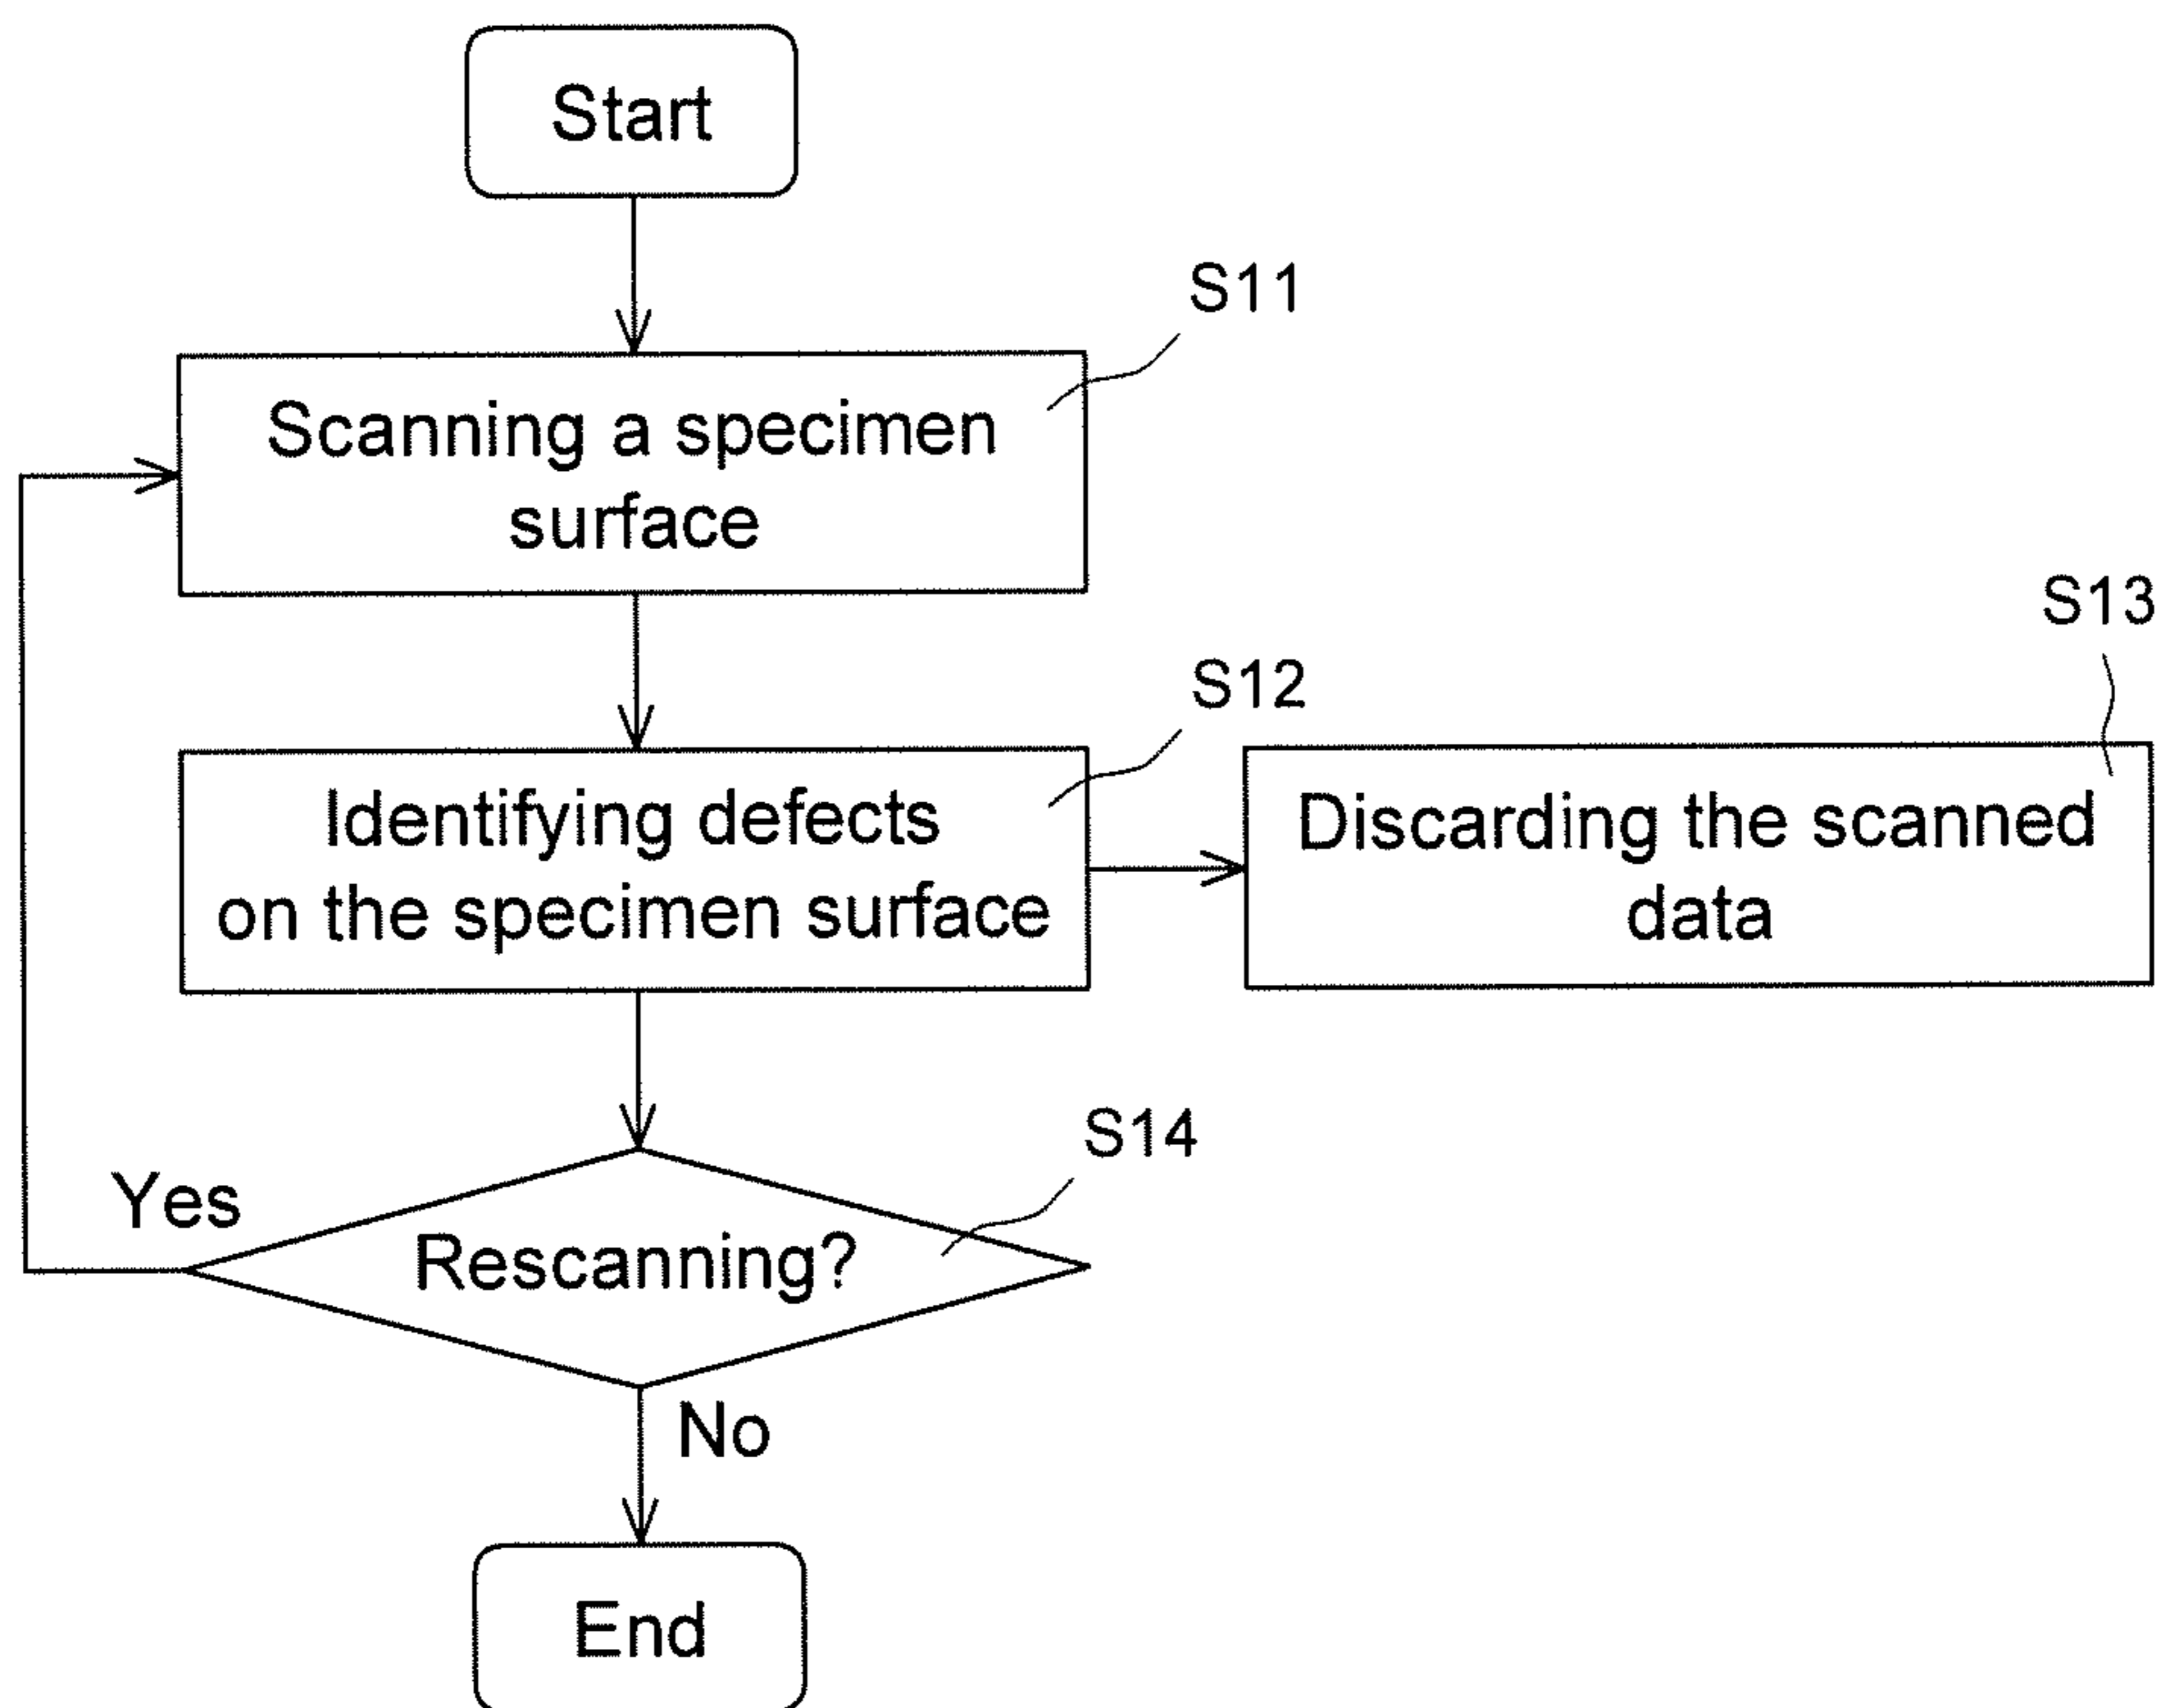 Start
S11
Scanning a specimen
surface
S12
Identifying defects
on the specimen surface
S13
Discarding the scanned
data
S14
Rescanning?
Yes
No
End